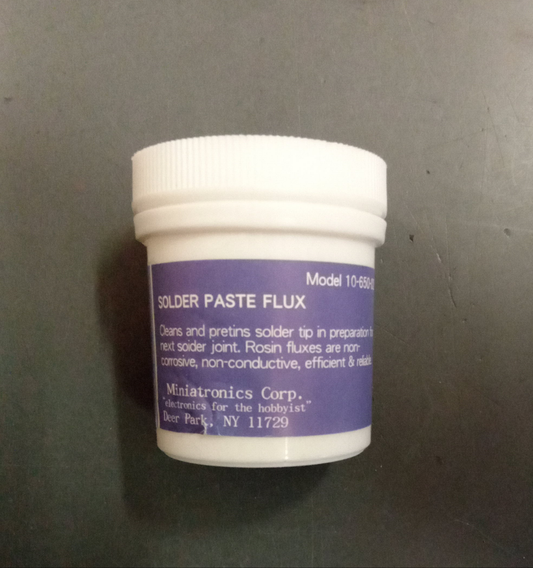 Model 10-650-0
SOLDER PASTE FLUX
Cleans and pretins solder tip in preparation
next solder joint. Rosin fluxes are non-
corrosive, non-conductive, efficient & reliable
Miniatronics Corp.
"electronics for the hobbyist"
Deer Park, NY 11729